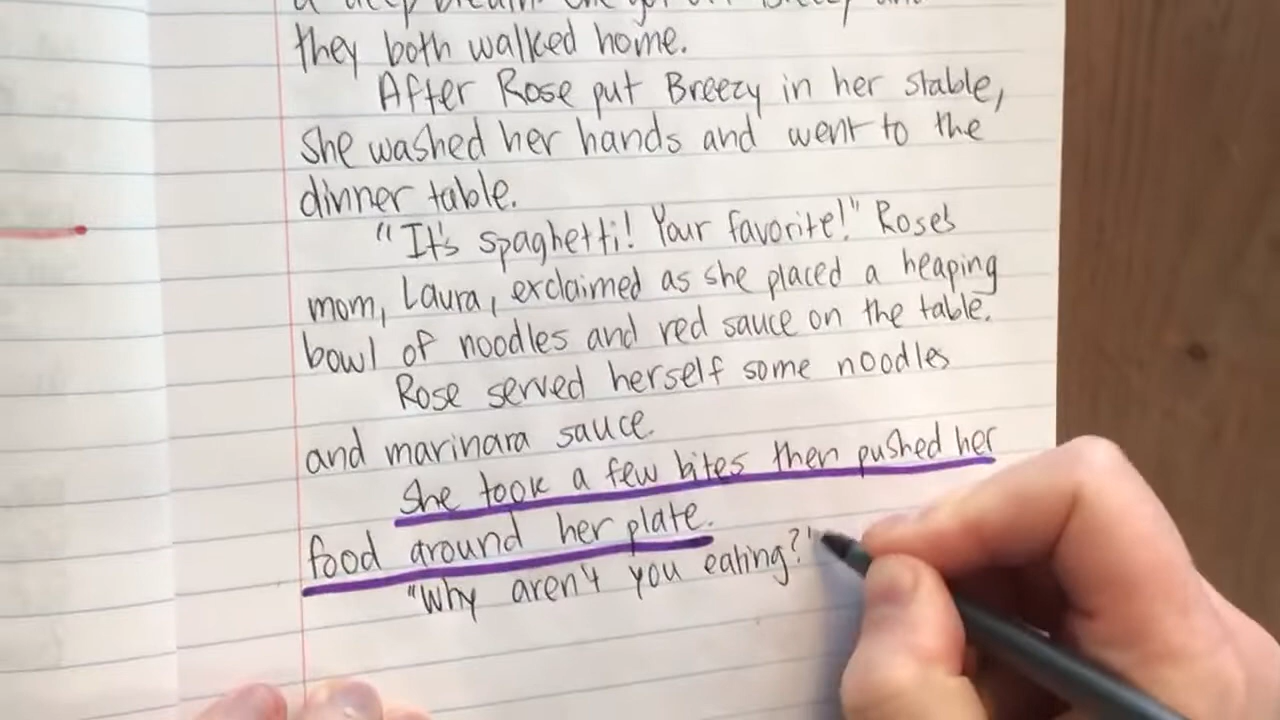 they both walked home.
After Rose put Breezy in her stable,
she washed her hands and went to the
dinner table.
"It's spaghetti! Your favorite!" Rose's
mom, Laura, exclaimed as she placed a heaping
bowl of noodles and red sauce on the table.
Rose served herself some noodles
and marinara sauce.
She took a few bites then pushed her
food around her plate.
"Why aren't you eating?"